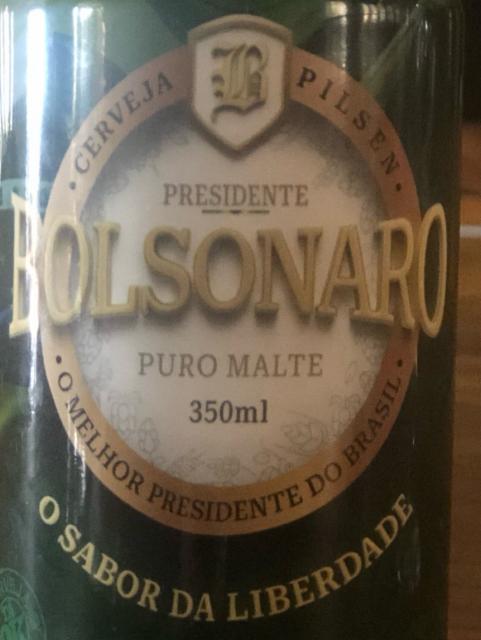 B
• CERVEJA PILSEN •
PRESIDENTE
BOLSONARO
PURO MALTE
350ml
• O MELHOR PRESIDENTE DO BRASIL •
O SABOR DA LIBERDADE